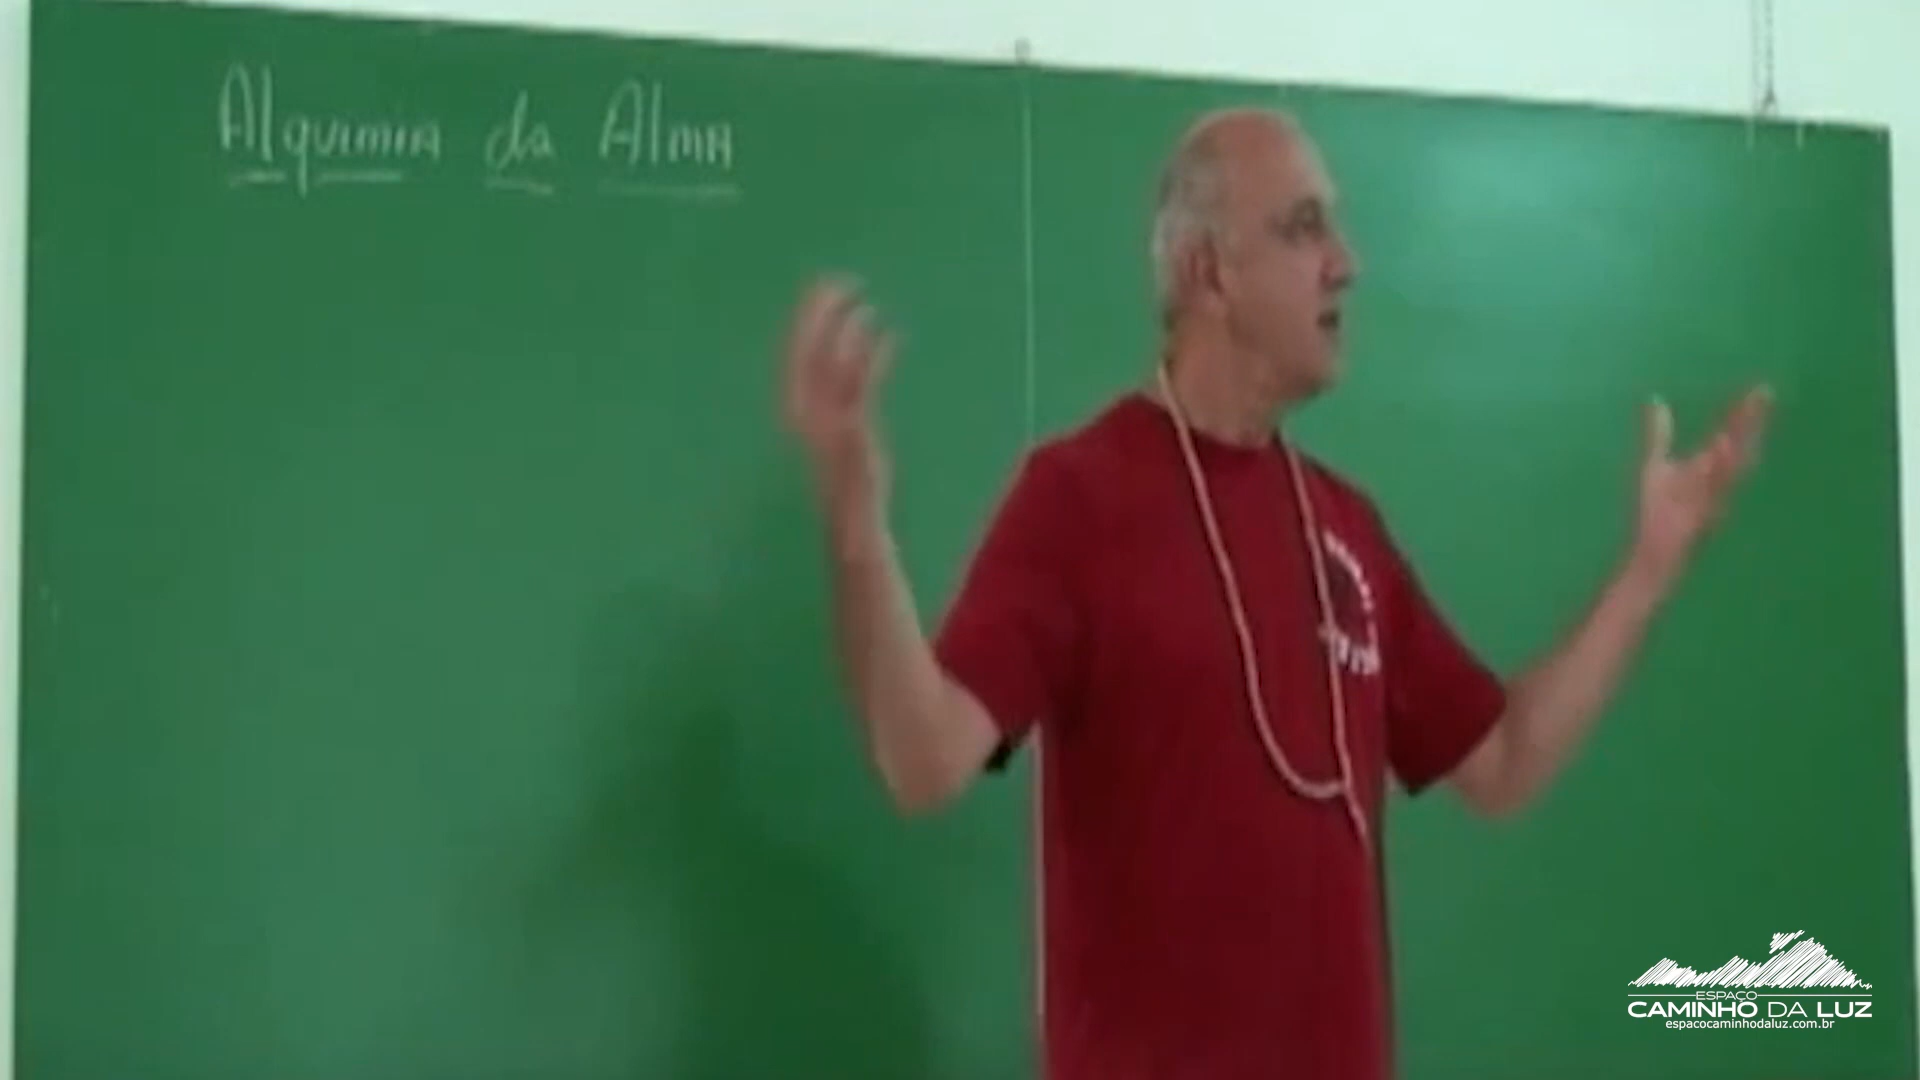 Alquimia da Alma
ESPAÇO
CAMINHO DA LUZ
espacocaminhodaluz.com.br